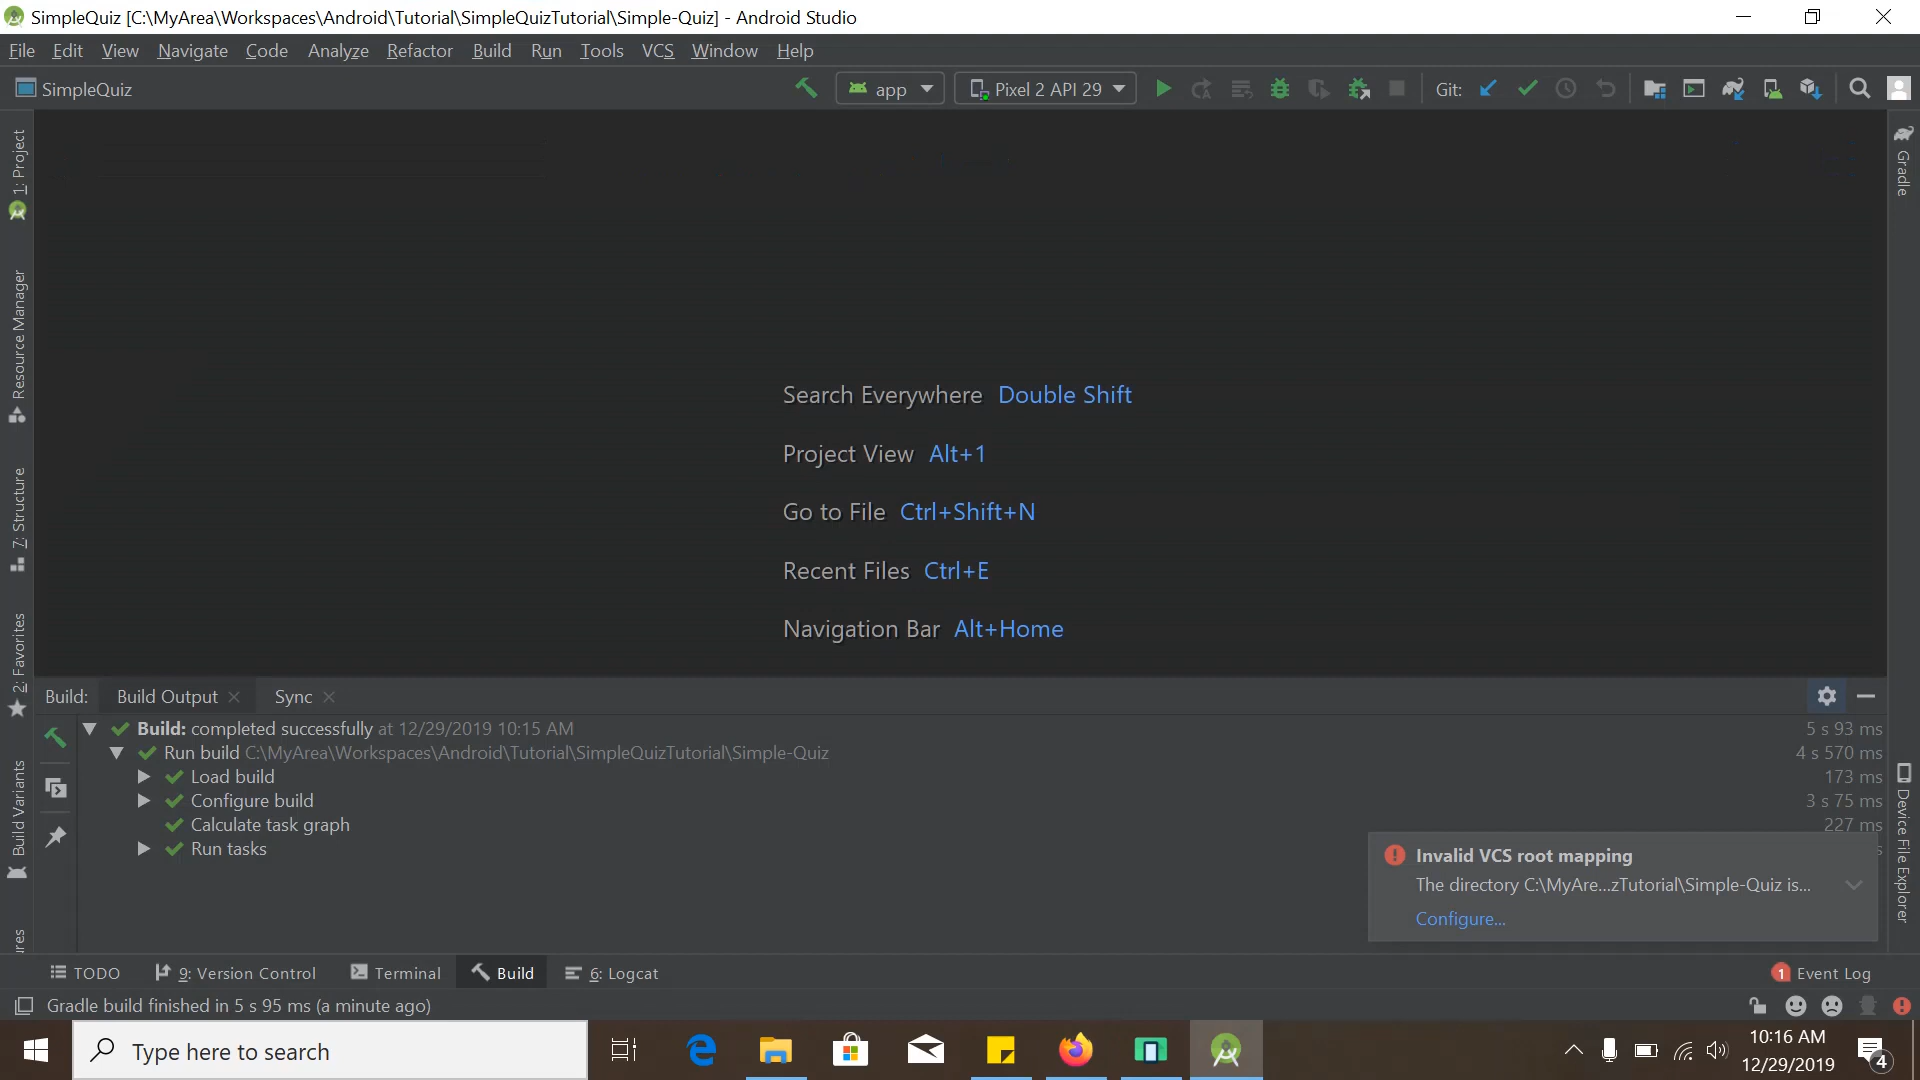 SimpleQuiz [C:\MyArea\Workspaces\Android\Tutorial\SimpleQuizTutorial\Simple-Quiz] - Android Studio
File Edit View Navigate Code Analyze Refactor Build Run Tools VCS Window Help
SimpleQuiz
app
Pixel 2 API 29
Git:
1: Project
Resource Manager
7: Structure
2: Favorites
Build Variants
Gradle
Device File Explorer
Search Everywhere Double Shift
Project View Alt+1
Go to File Ctrl+Shift+N
Recent Files Ctrl+E
Navigation Bar Alt+Home
Build: Build Output Sync
Build: completed successfully at 12/29/2019 10:15 AM 5 s 93 ms
Run build C:\MyArea\Workspaces\Android\Tutorial\SimpleQuizTutorial\Simple-Quiz 4 s 570 ms
Load build 173 ms
Configure build 3 s 75 ms
Calculate task graph 227 ms
Run tasks
Invalid VCS root mapping
The directory C:\MyAre...zTutorial\Simple-Quiz is...
Configure...
TODO 9: Version Control Terminal Build 6: Logcat 1 Event Log
Gradle build finished in 5 s 95 ms (a minute ago)
Type here to search
10:16 AM
12/29/2019
4